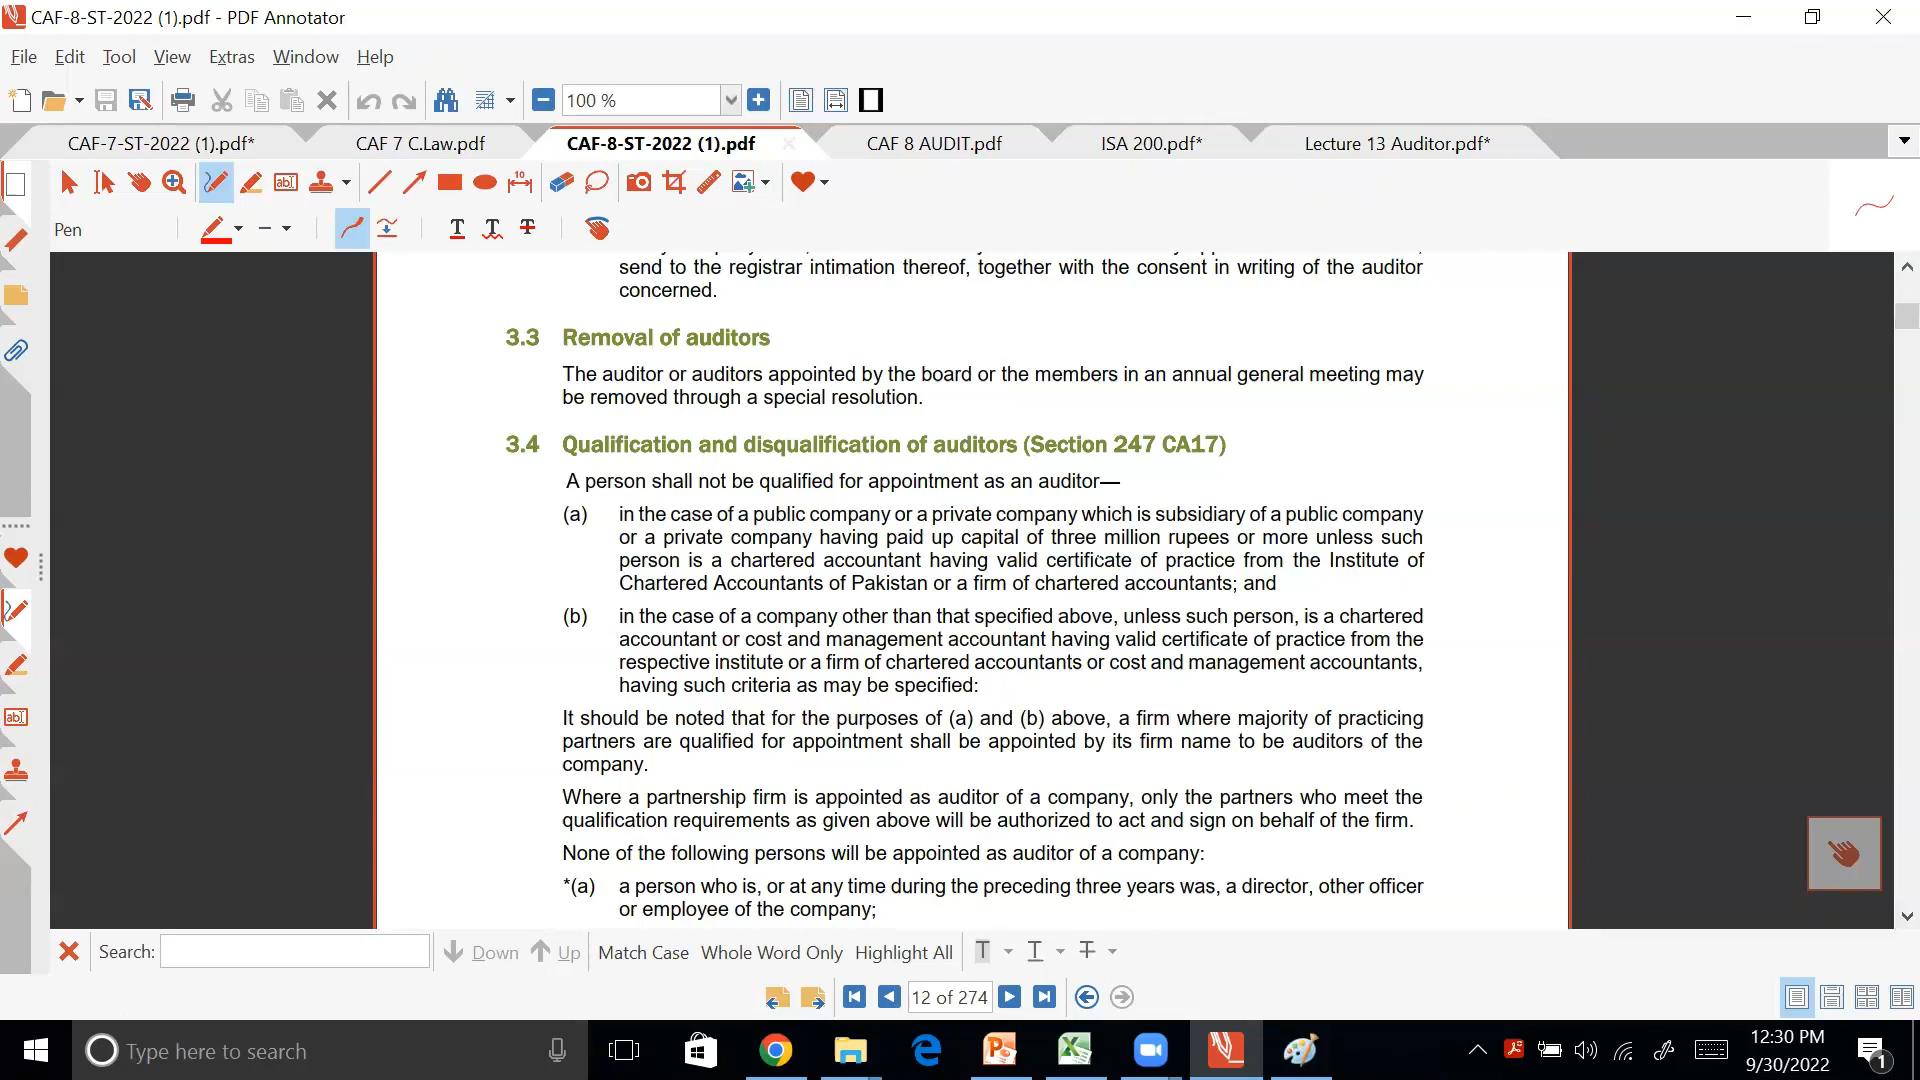 CAF-8-ST-2022 (1).pdf - PDF Annotator
File Edit Tool View Extras Window Help
100 %
CAF-7-ST-2022 (1).pdf* CAF 7 C.Law.pdf CAF-8-ST-2022 (1).pdf CAF 8 AUDIT.pdf ISA 200.pdf* Lecture 13 Auditor.pdf*
Pen
send to the registrar intimation thereof, together with the consent in writing of the auditor
concerned.
3.3 Removal of auditors
The auditor or auditors appointed by the board or the members in an annual general meeting may
be removed through a special resolution.
3.4 Qualification and disqualification of auditors (Section 247 CA17)
A person shall not be qualified for appointment as an auditor—
(a) in the case of a public company or a private company which is subsidiary of a public company
or a private company having paid up capital of three million rupees or more unless such
person is a chartered accountant having valid certificate of practice from the Institute of
Chartered Accountants of Pakistan or a firm of chartered accountants; and
(b) in the case of a company other than that specified above, unless such person, is a chartered
accountant or cost and management accountant having valid certificate of practice from the
respective institute or a firm of chartered accountants or cost and management accountants,
having such criteria as may be specified:
It should be noted that for the purposes of (a) and (b) above, a firm where majority of practicing
partners are qualified for appointment shall be appointed by its firm name to be auditors of the
company.
Where a partnership firm is appointed as auditor of a company, only the partners who meet the
qualification requirements as given above will be authorized to act and sign on behalf of the firm.
None of the following persons will be appointed as auditor of a company:
*(a) a person who is, or at any time during the preceding three years was, a director, other officer
or employee of the company;
Search: Down Up Match Case Whole Word Only Highlight All
12 of 274
Type here to search
12:30 PM
9/30/2022
1